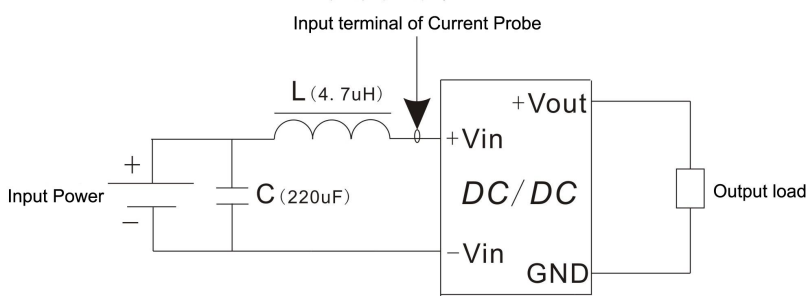 Input terminal of Current Probe
L(4.7uH)
+Vout
+Vin
+
Input Power
C(220uF)
DC/DC
Output load
−
−Vin
GND